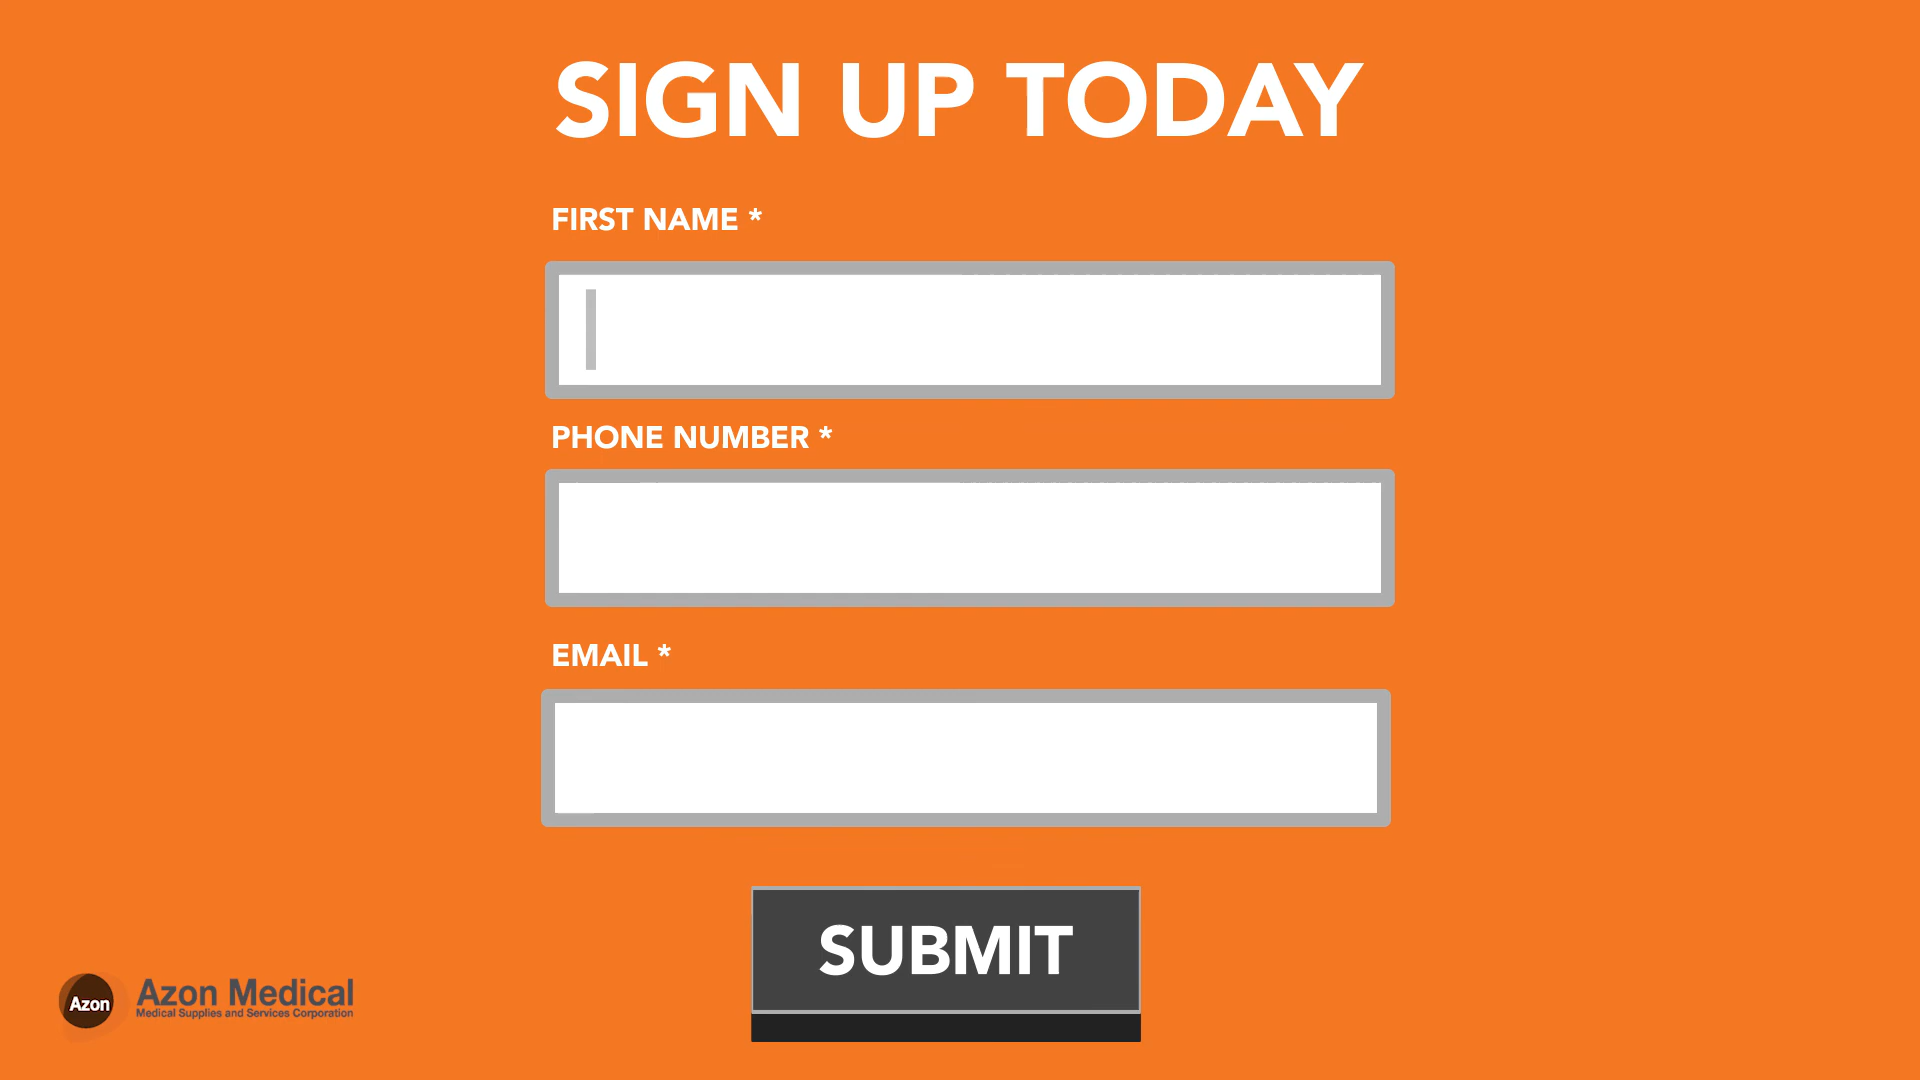 SIGN UP TODAY
FIRST NAME *
PHONE NUMBER *
EMAIL *
SUBMIT
Azon
Azon Medical
Medical Supplies and Services Corporation